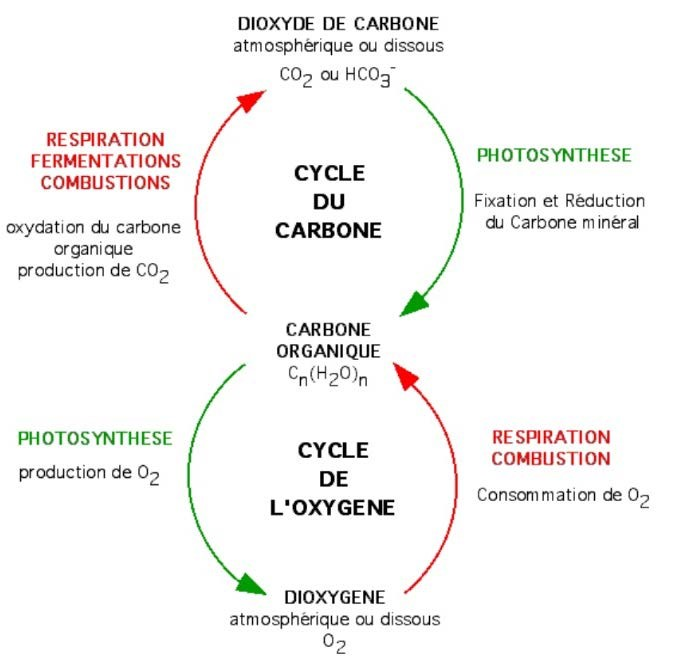 DIOXYDE DE CARBONE
atmosphérique ou dissous
CO2 ou HCO3-
RESPIRATION
FERMENTATIONS
COMBUSTIONS
oxydation du carbone
organique
production de CO2
CYCLE
DU
CARBONE
PHOTOSYNTHESE
Fixation et Réduction
du Carbone minéral
CARBONE
ORGANIQUE
Cn(H2O)n
PHOTOSYNTHESE
production de O2
CYCLE
DE
L'OXYGENE
RESPIRATION
COMBUSTION
Consommation de O2
DIOXYGENE
atmosphérique ou dissous
O2